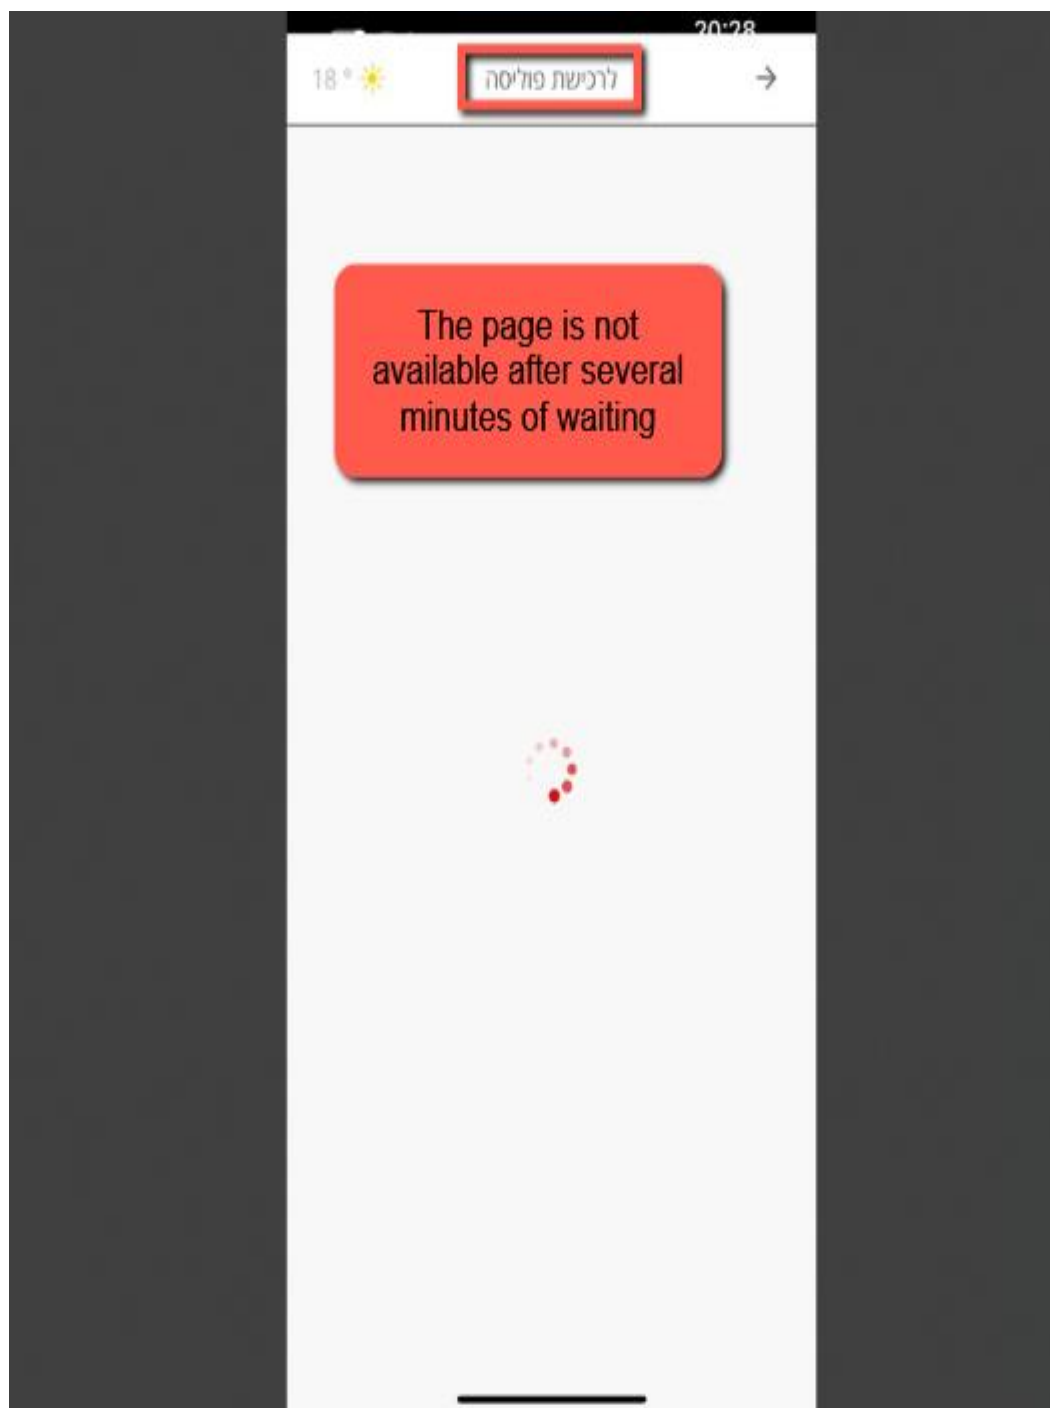 20:28
18 °
לרכישת פוליסה
The page is not
available after several
minutes of waiting